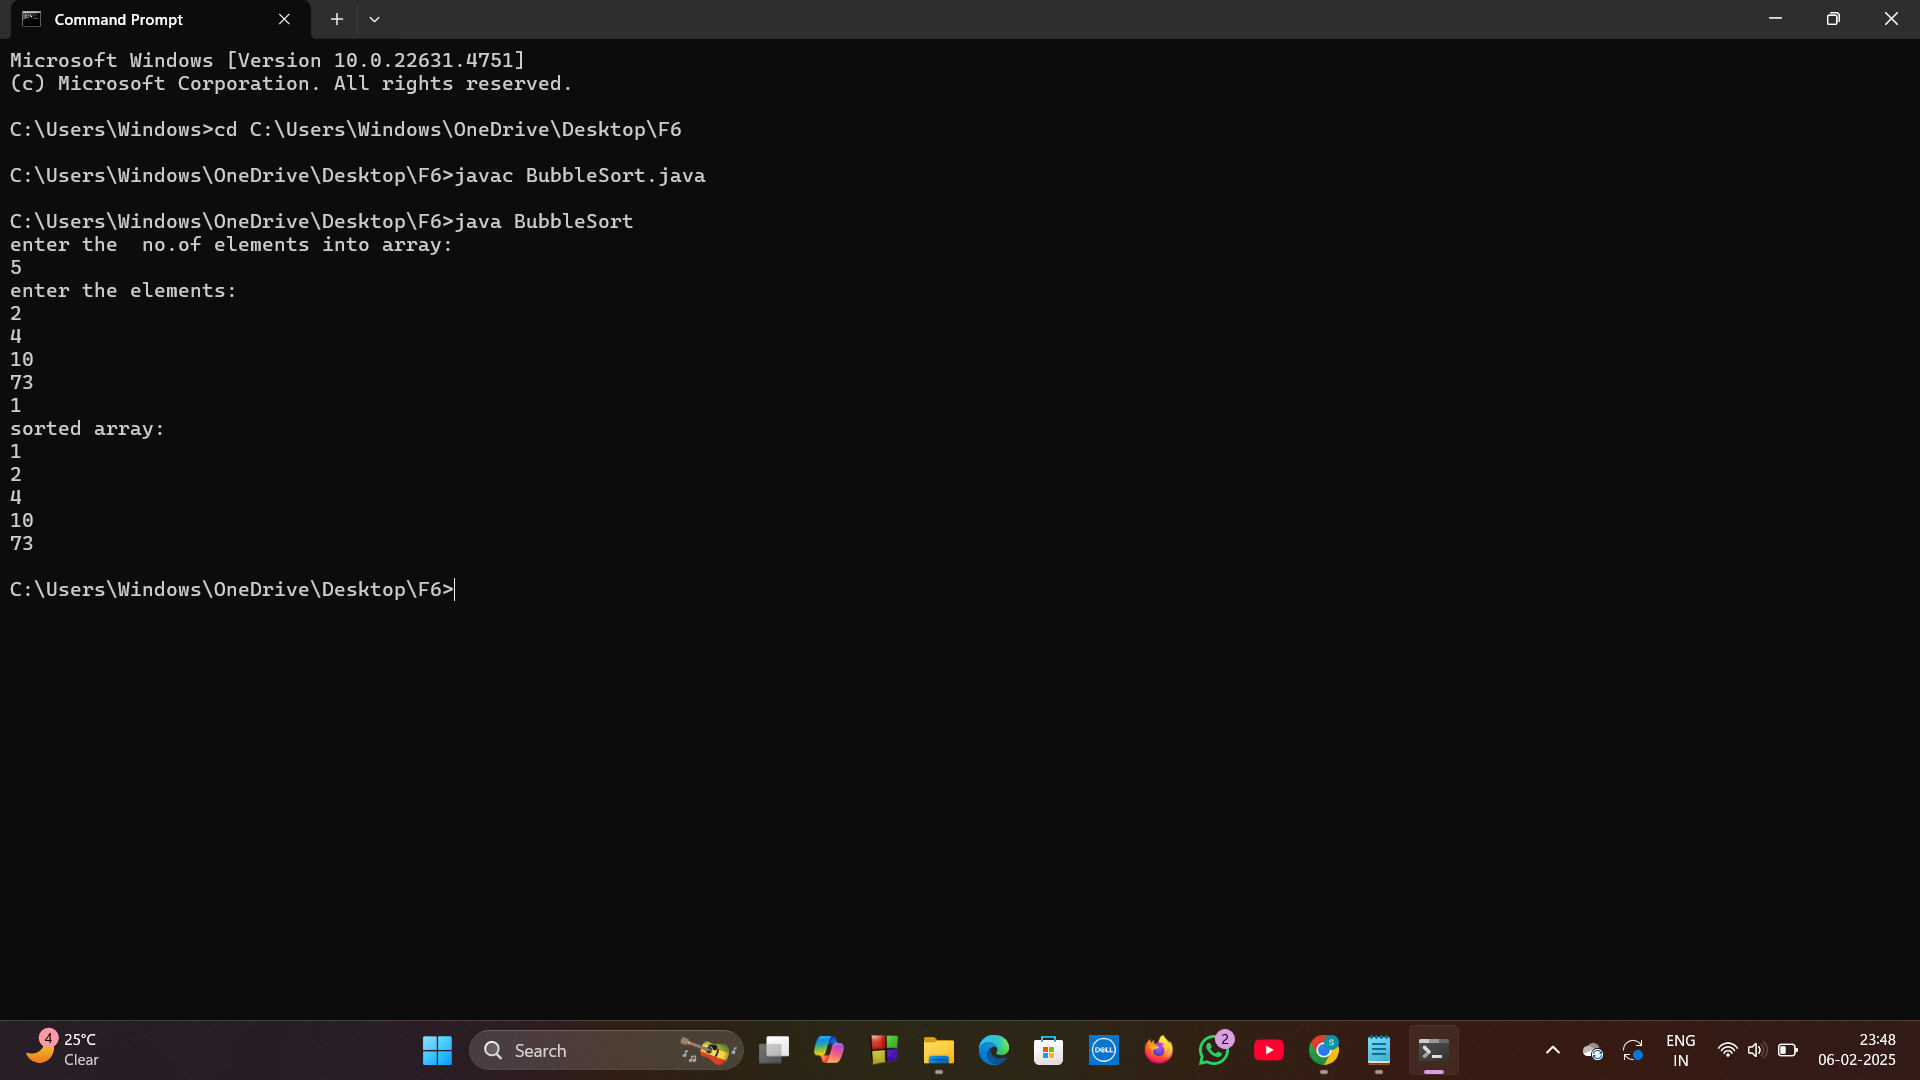 Command Prompt
Microsoft Windows [Version 10.0.22631.4751]
(c) Microsoft Corporation. All rights reserved.
C:\Users\Windows>cd C:\Users\Windows\OneDrive\Desktop\F6
C:\Users\Windows\OneDrive\Desktop\F6>javac BubbleSort.java
C:\Users\Windows\OneDrive\Desktop\F6>java BubbleSort
enter the  no.of elements into array:
5
enter the elements:
2
4
10
73
1
sorted array:
1
2
4
10
73
C:\Users\Windows\OneDrive\Desktop\F6>
4
25°C
Clear
Search
DELL
2
S
ENG
IN
23:48
06-02-2025